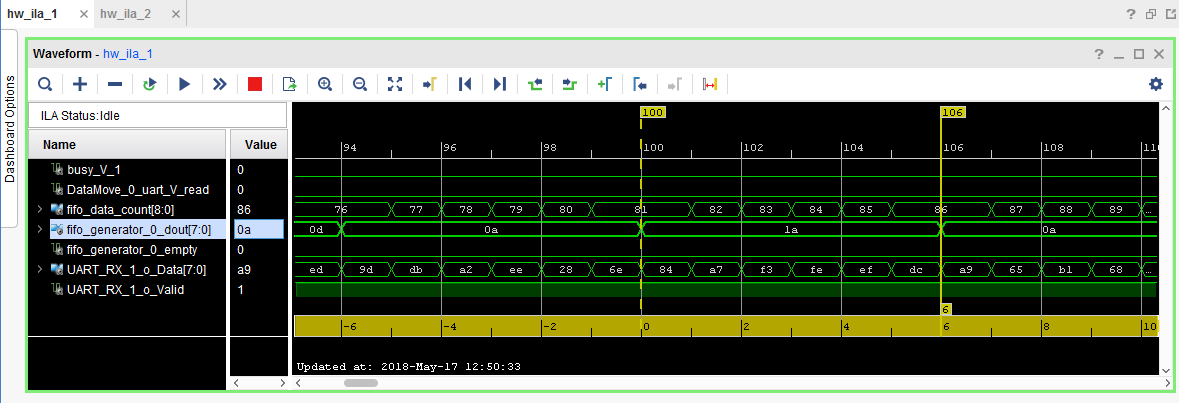 hw_ila_1 × hw_ila_2 ×
Dashboard Options
Waveform - hw_ila_1
ILA Status:Idle
Name Value
busy_V_1 0
DataMove_0_uart_V_read 0
fifo_data_count[8:0] 86
fifo_generator_0_dout[7:0] 0a
fifo_generator_0_empty 0
UART_RX_1_o_Data[7:0] a9
UART_RX_1_o_Valid 1
100 106
94 96 98 100 102 104 106 108 110
76 77 78 79 80 81 82 83 84 85 86 87 88 89 ...
0d 0a 1a 0a
ed 9d db a2 ee 28 6e 84 a7 f3 fe ef dc a9 65 b1 68 ...
6
-6 -4 -2 0 2 4 6 8 10
Updated at: 2018-May-17 12:50:33